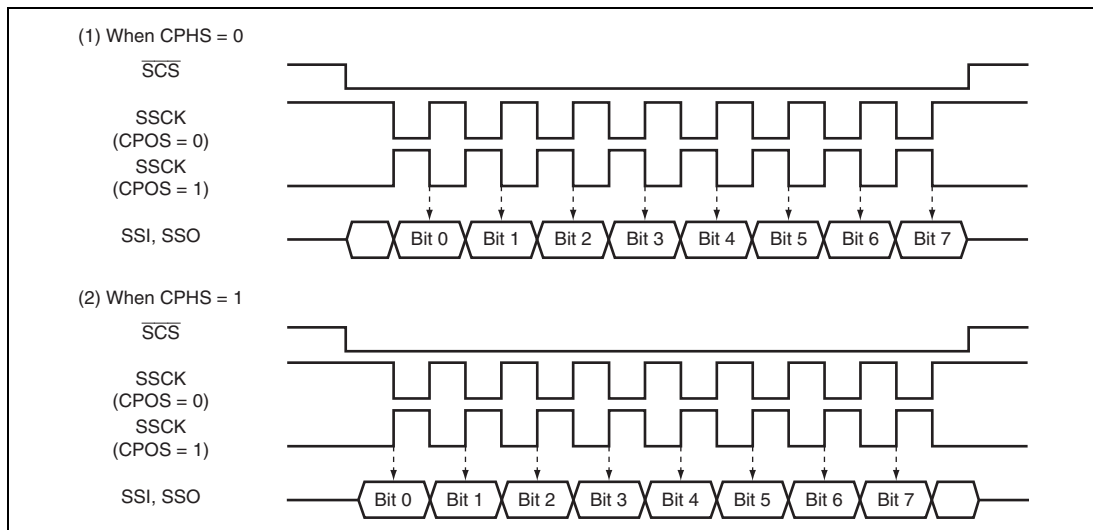 (1) When CPHS = 0
SCS
SSCK
(CPOS = 0)
SSCK
(CPOS = 1)
SSI, SSO
Bit 0 Bit 1 Bit 2 Bit 3 Bit 4 Bit 5 Bit 6 Bit 7
(2) When CPHS = 1
SCS
SSCK
(CPOS = 0)
SSCK
(CPOS = 1)
SSI, SSO
Bit 0 Bit 1 Bit 2 Bit 3 Bit 4 Bit 5 Bit 6 Bit 7